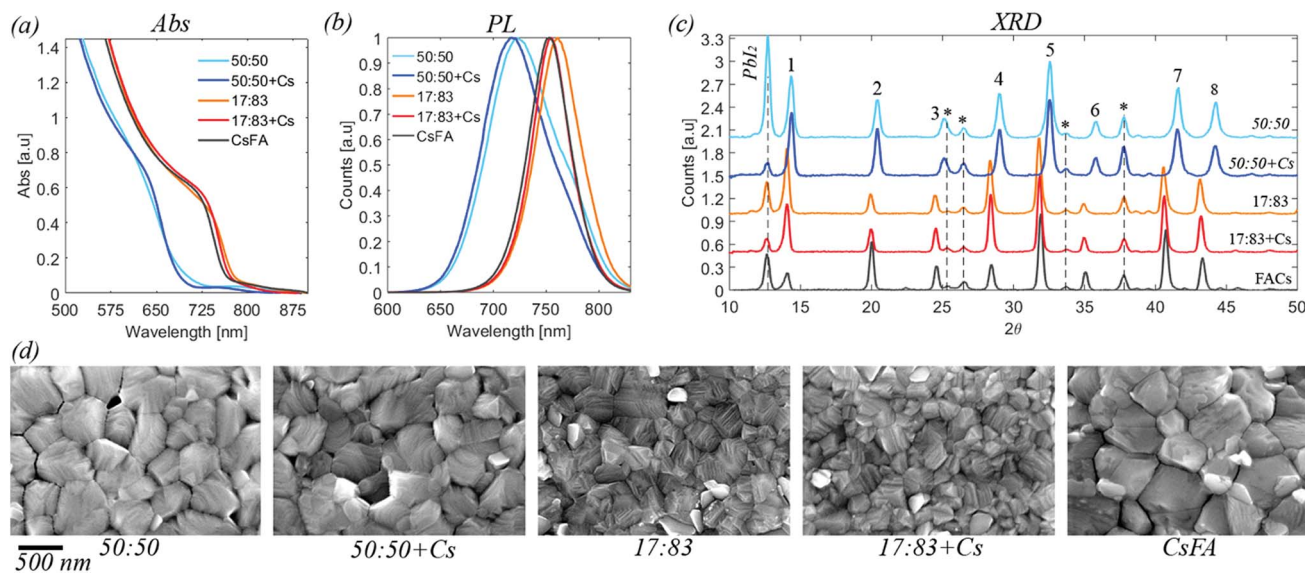 (a)
Abs
Abs [a.u]
1.4
1.2
1
0.8
0.6
0.4
0.2
0
500
575
650
725
800
875
Wavelength [nm]
50:50
50:50+Cs
17:83
17:83+Cs
CsFA
(b)
PL
Counts [a.u]
1
0.9
0.8
0.7
0.6
0.5
0.4
0.3
0.2
0.1
0
600
650
700
750
800
Wavelength [nm]
50:50
50:50+Cs
17:83
17:83+Cs
CsFA
(c)
XRD
Counts [a.u]
3.3
3
2.7
2.4
2.1
1.8
1.5
1.2
0.9
0.6
0.3
0
PbI2
1
2
3
*
*
4
5
*
6
*
7
8
50:50
50:50+Cs
17:83
17:83+Cs
FACs
10
15
20
25
30
35
40
45
50
2θ
(d)
500 nm
50:50
50:50+Cs
17:83
17:83+Cs
CsFA